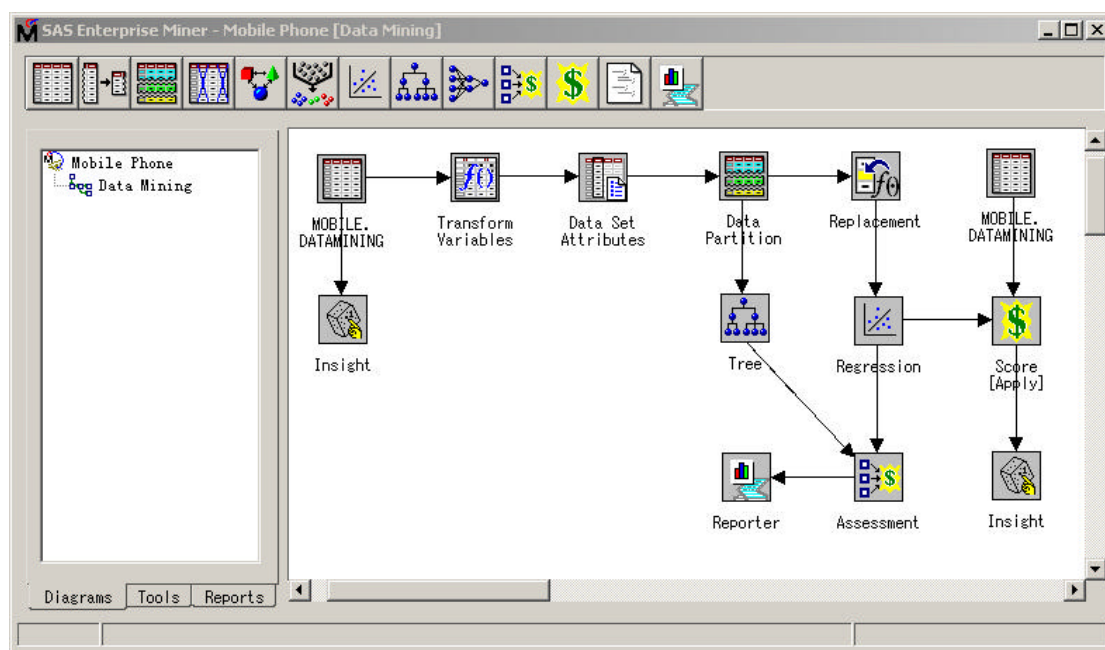 SAS Enterprise Miner - Mobile Phone [Data Mining]
Mobile Phone
Data Mining
MOBILE.
DATAMINING
Transform
Variables
Data Set
Attributes
Data
Partition
Replacement
MOBILE.
DATAMINING
Insight
Tree
Regression
Score
[Apply]
Reporter
Assessment
Insight
Diagrams
Tools
Reports